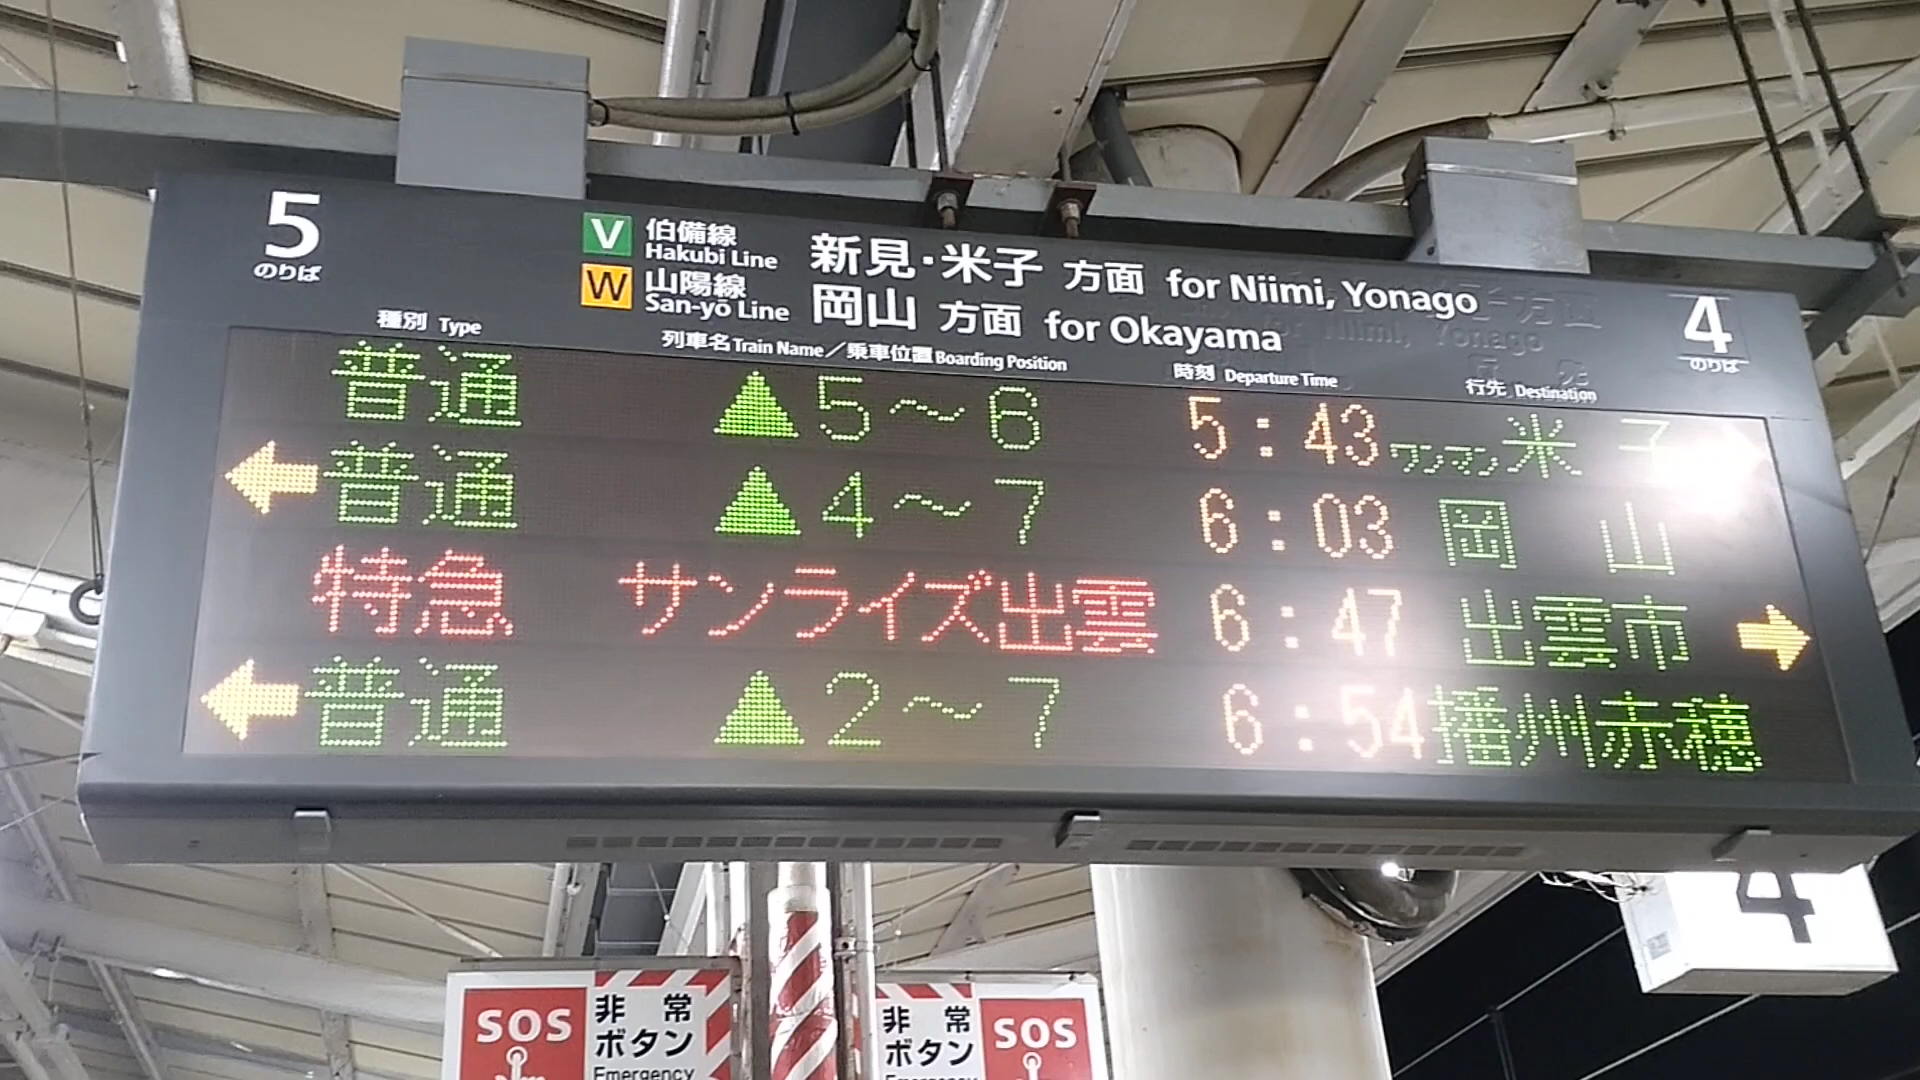 5
のりば
V 伯備線
Hakubi Line
W 山陽線
San-yō Line
新見・米子 方面 for Niimi, Yonago
岡山 方面 for Okayama
4
のりば
種別 Type
列車名 Train Name／乗車位置 Boarding Position
時刻 Departure Time
行先 Destination
普通 ▲5～6 5:43 ワンマン 米子
← 普通 ▲4～7 6:03 岡山
特急 サンライズ出雲 6:47 出雲市 →
← 普通 ▲2～7 6:54 播州赤穂
4
SOS
非常
ボタン
Emergency
非常
ボタン
Emergency
SOS